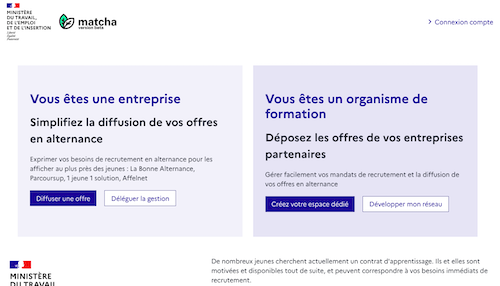 MINISTÈRE
DU TRAVAIL,
DE L'EMPLOI
ET DE L'INSERTION
Liberté
Égalité
Fraternité
matcha
version beta
Connexion compte
Vous êtes une entreprise
Simplifiez la diffusion de vos offres
en alternance
Exprimer vos besoins de recrutement en alternance pour les
afficher au plus près des jeunes : La Bonne Alternance,
Parcoursup, 1 jeune 1 solution, Affelnet
Diffuser une offre
Déléguer la gestion
Vous êtes un organisme de
formation
Déposez les offres de vos entreprises
partenaires
Gérer facilement vos mandats de recrutement et la diffusion de
vos offres en alternance
Créez votre espace dédié
Développer mon réseau
MINISTÈRE
DU TRAVAIL
De nombreux jeunes cherchent actuellement un contrat d'apprentissage. Ils et elles sont
motivées et disponibles tout de suite, et peuvent correspondre à vos besoins immédiats de
recrutement.